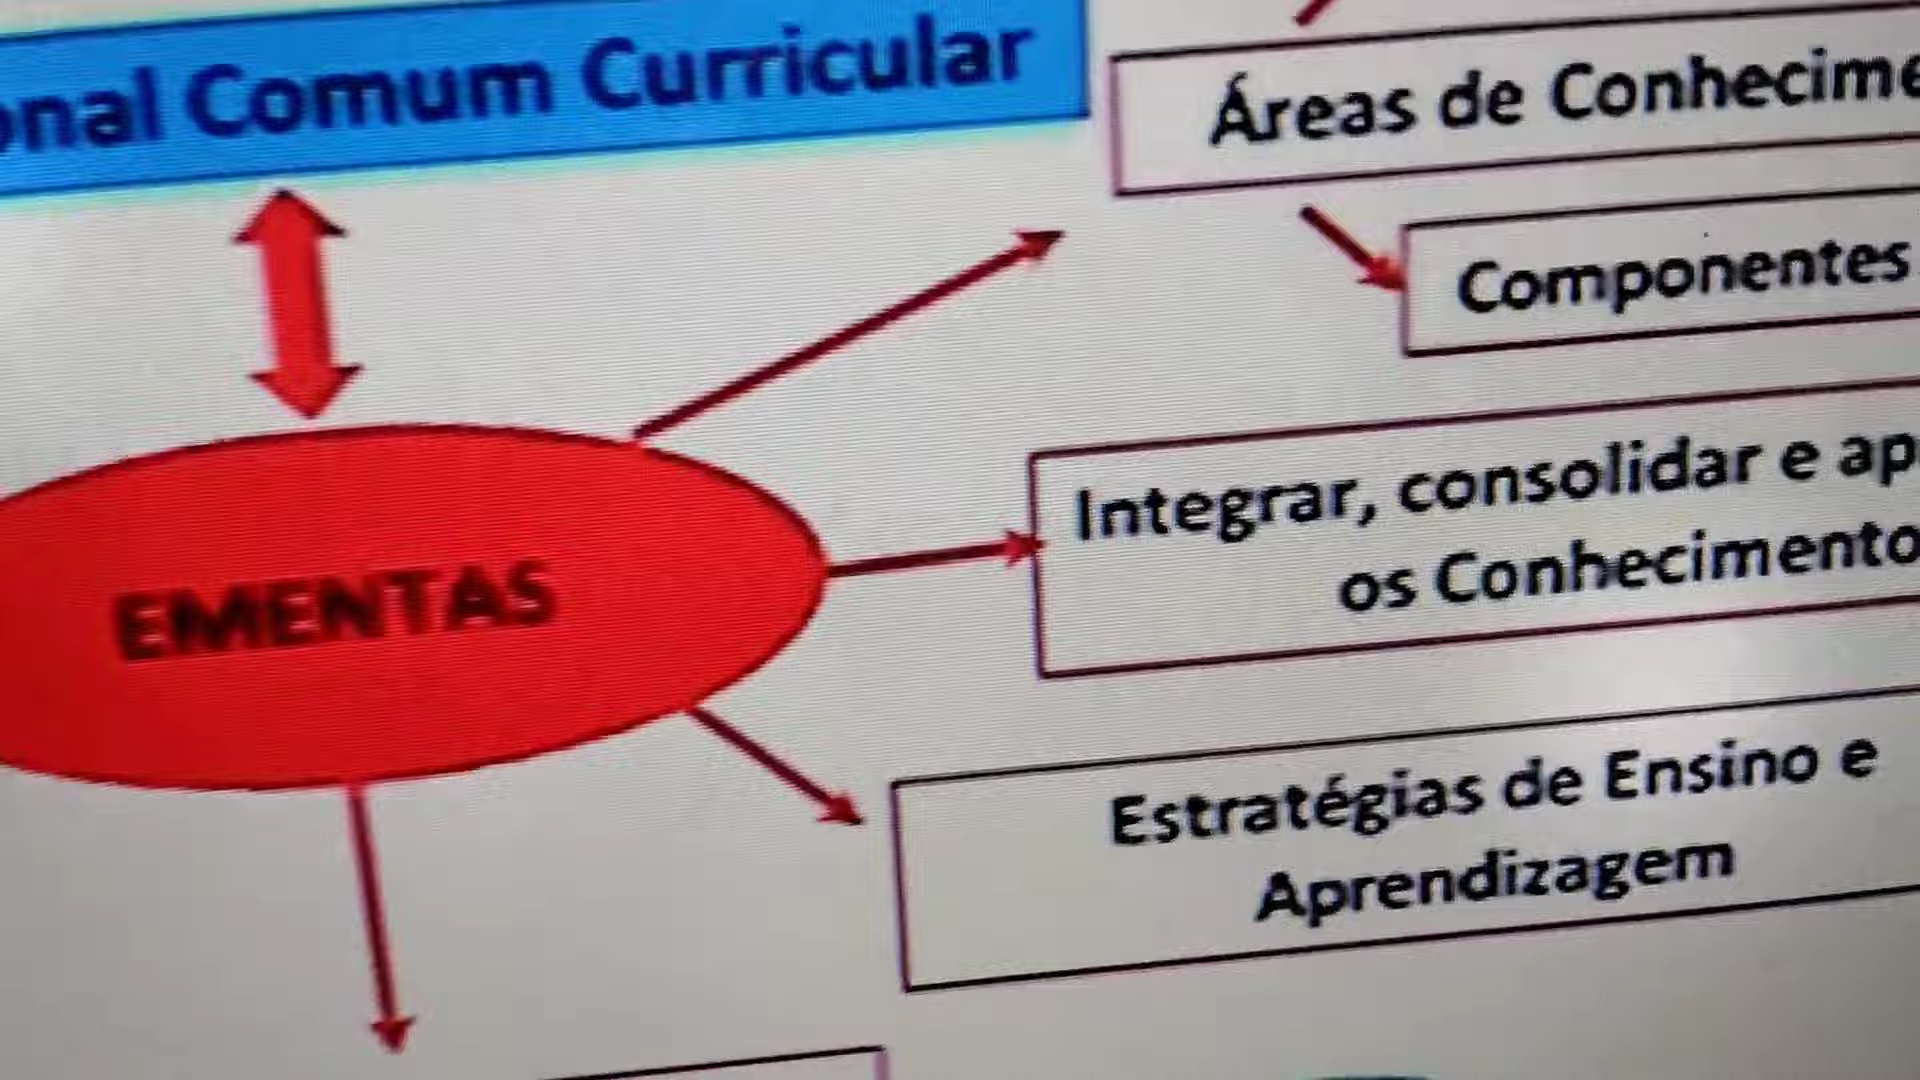 onal Comum Curricular
Áreas de Conhecime
Componentes
Integrar, consolidar e ap
os Conhecimento
EMENTAS
Estratégias de Ensino e
Aprendizagem